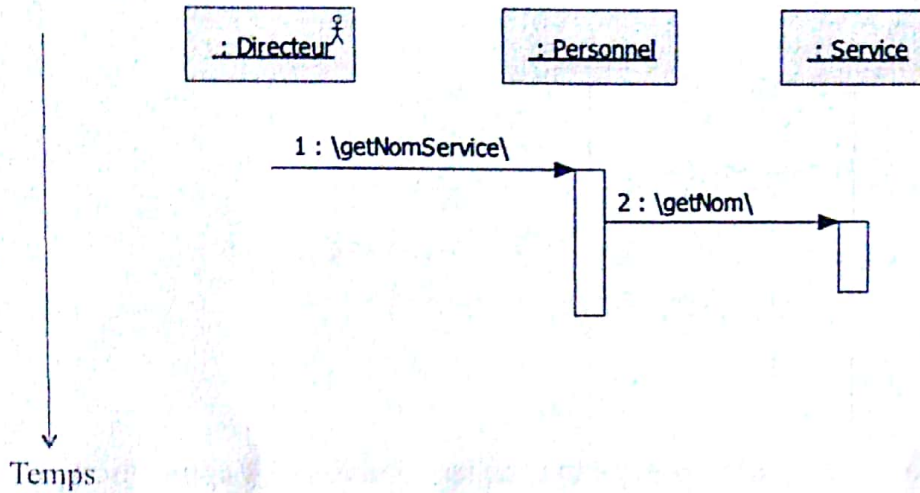 : Directeur
: Personnel
: Service
1 : \getNomService\
2 : \getNom\
Temps